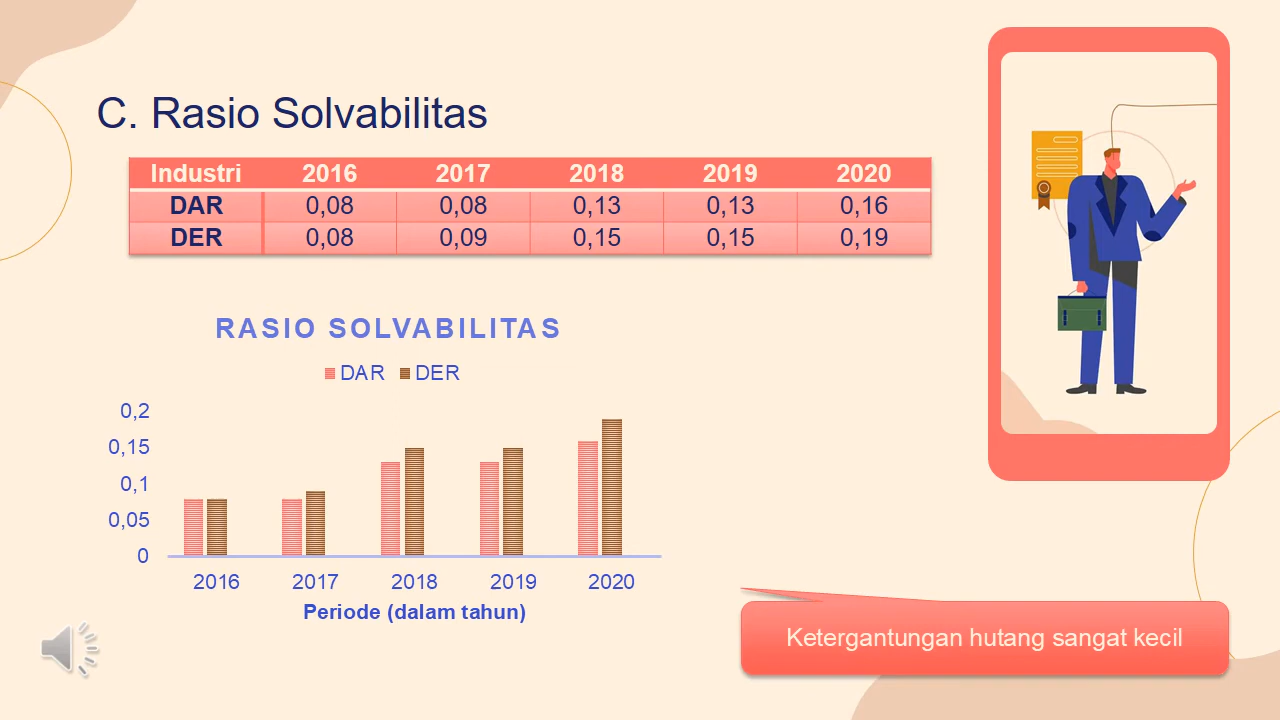 C. Rasio Solvabilitas
Industri 2016 2017 2018 2019 2020
DAR 0,08 0,08 0,13 0,13 0,16
DER 0,08 0,09 0,15 0,15 0,19
RASIO SOLVABILITAS
DAR DER
0,2
0,15
0,1
0,05
0
2016 2017 2018 2019 2020
Periode (dalam tahun)
Ketergantungan hutang sangat kecil